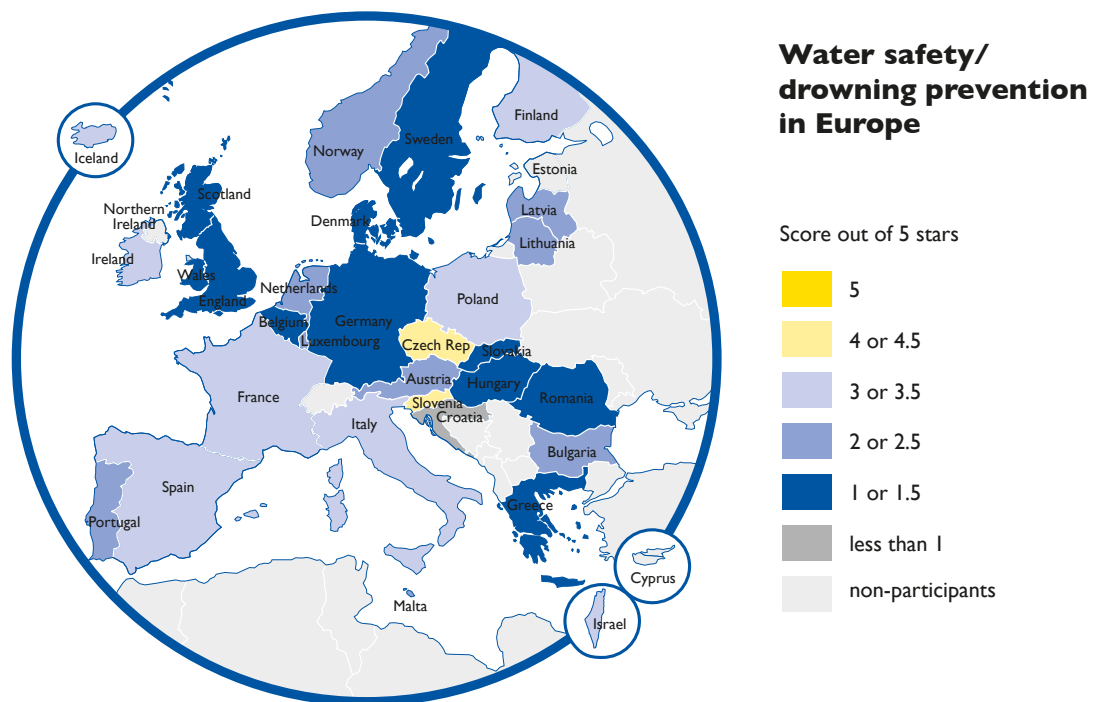 Water safety/
drowning prevention
in Europe
Score out of 5 stars
5
4 or 4.5
3 or 3.5
2 or 2.5
1 or 1.5
less than 1
non-participants
Iceland
Finland
Norway
Sweden
Estonia
Scotland
Northern
Ireland
Latvia
Denmark
Lithuania
Ireland
Wales
Netherlands
England
Poland
Belgium
Germany
Luxembourg
Czech Rep
Slovakia
Austria
Hungary
France
Romania
Slovenia
Croatia
Italy
Bulgaria
Spain
Greece
Portugal
Cyprus
Malta
Israel